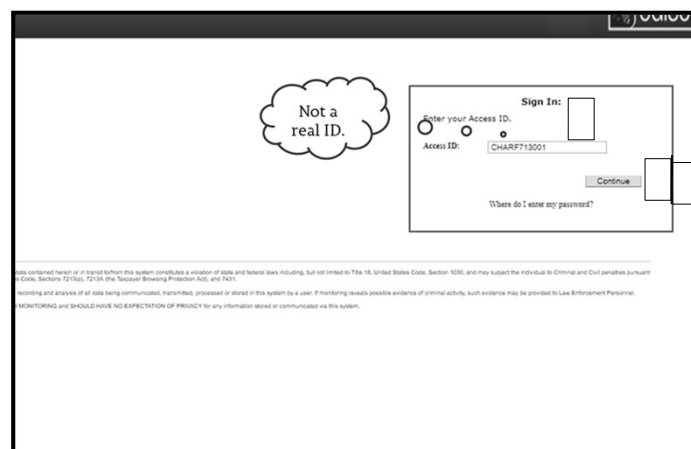 Not a
real ID.
Sign In:
Enter your Access ID.
Access ID:
CHARF713001
Continue
Where do I enter my password?
data contained herein or in transit to/from this system constitutes a violation of state and federal laws including, but not limited to Title 18, United States Code, Section 1030, and may subject the individual to Criminal and Civil penalties pursuant
s Code, Sections 7213(a), 7213A (the Taxpayer Browsing Protection Act), and 7431.
recording and analysis of all data being communicated, transmitted, processed or stored in this system by a user. If monitoring reveals possible evidence of criminal activity, such evidence may be provided to Law Enforcement Personnel.
MONITORING and SHOULD HAVE NO EXPECTATION OF PRIVACY for any information stored or communicated via this system.